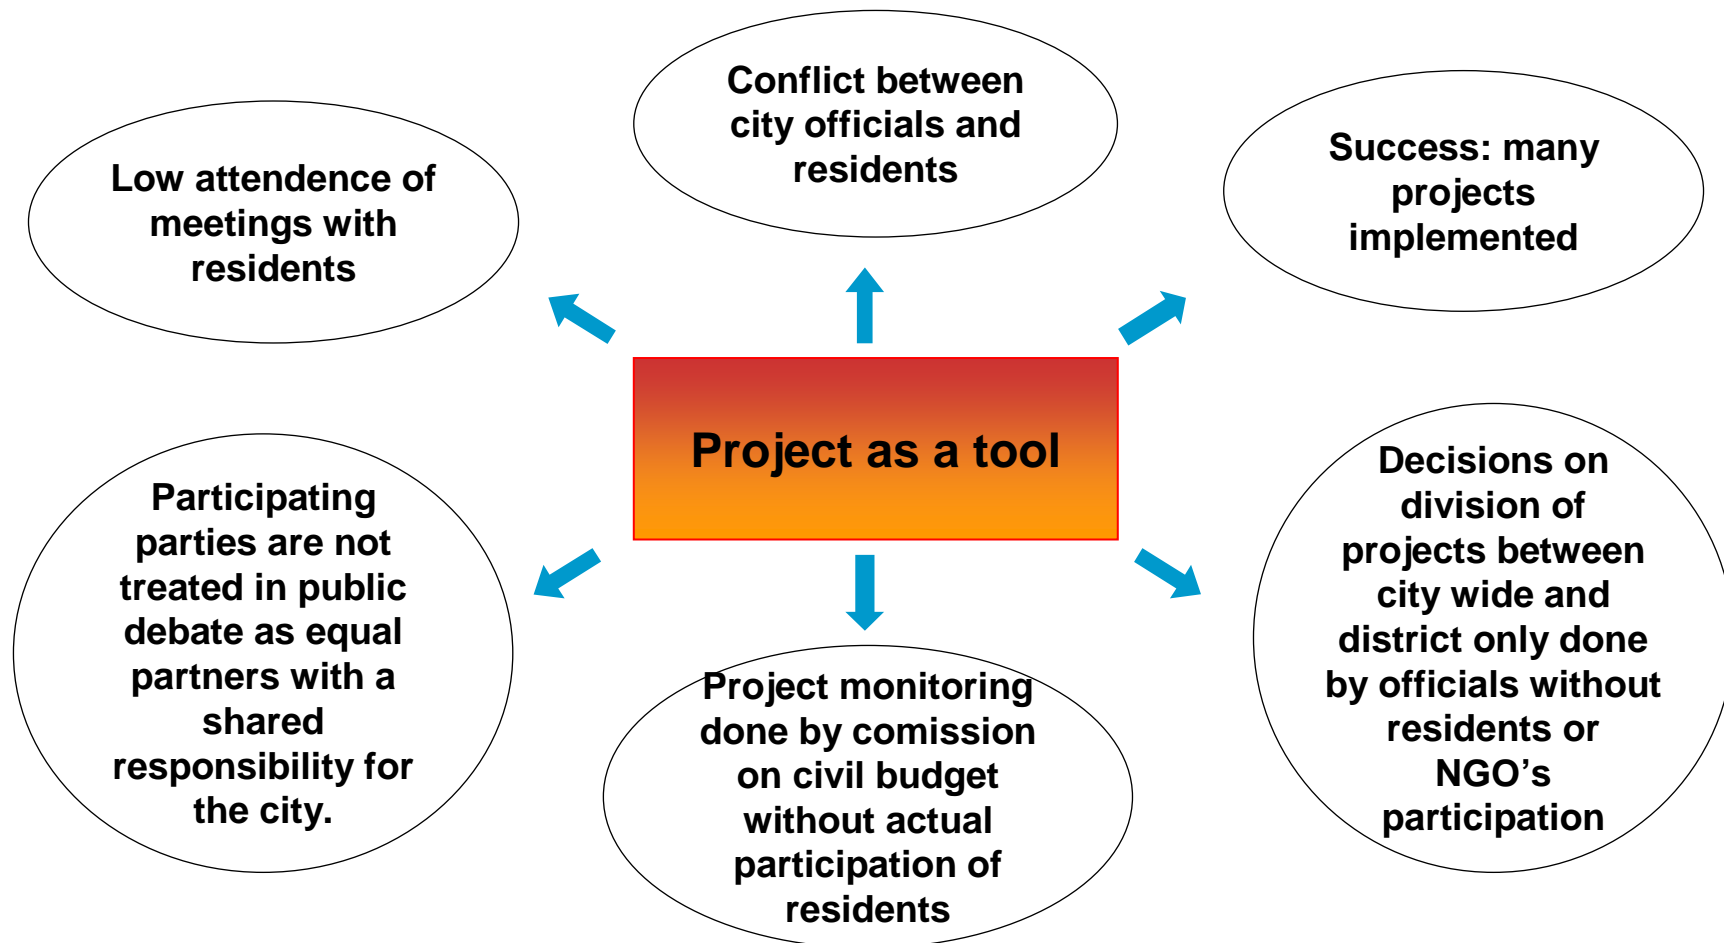 Conflict between
city officials and
residents
Low attendence of
meetings with
residents
Success: many
projects
implemented
Project as a tool
Participating
parties are not
treated in public
debate as equal
partners with a
shared
responsibility for
the city.
Decisions on
division of
projects between
city wide and
district only done
by officials without
residents or
NGO’s
participation
Project monitoring
done by comission
on civil budget
without actual
participation of
residents